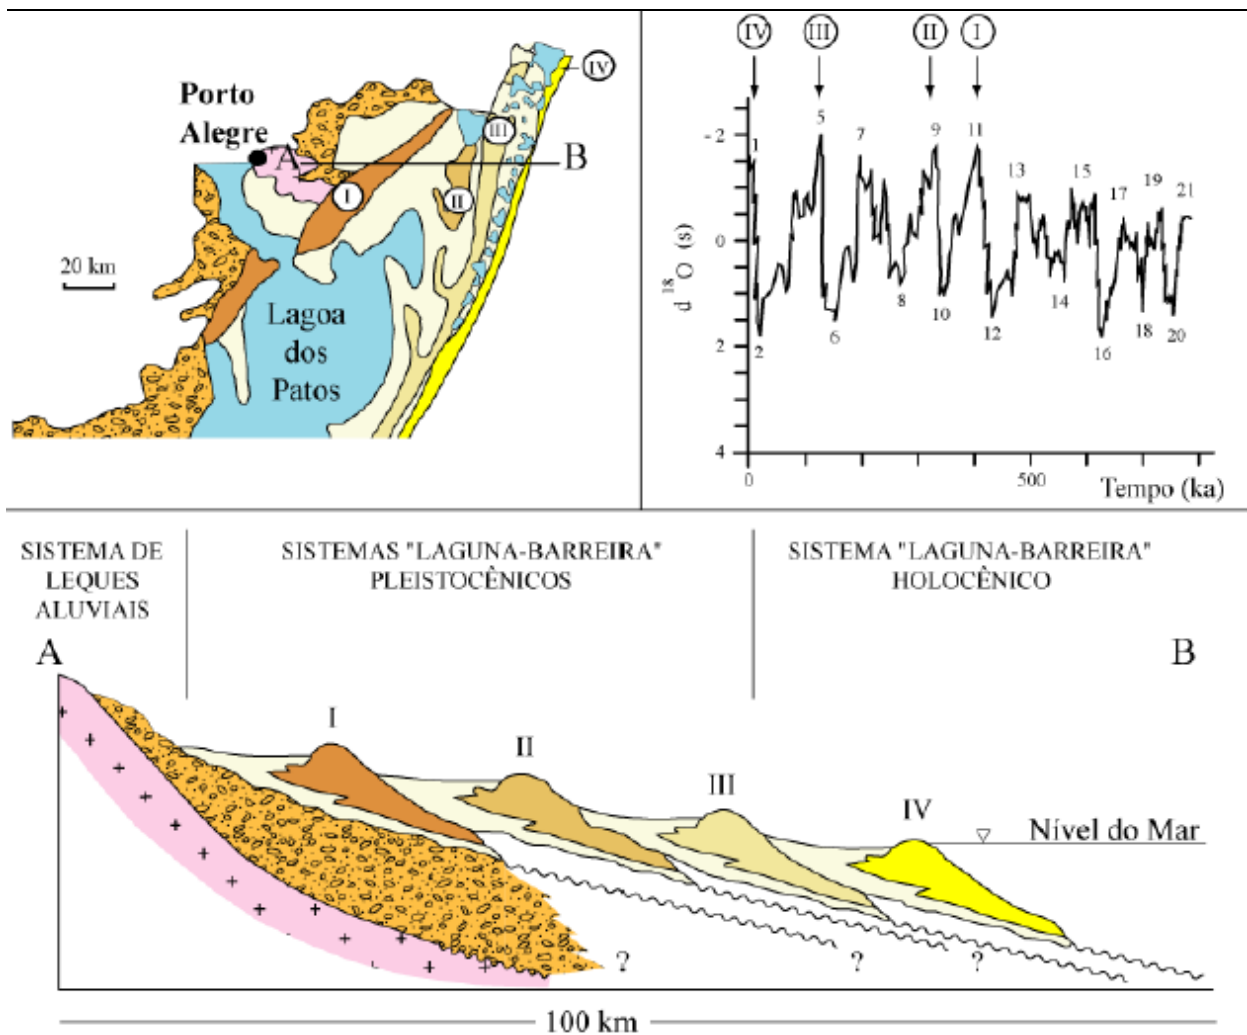 Porto
Alegre
A
B
I
II
III
IV
20 km
Lagoa
dos
Patos
IV
III
II
I
-2
0
2
4
d ¹⁸O (s)
1
2
5
6
7
8
9
10
11
12
13
14
15
16
17
18
19
20
21
0
500
Tempo (ka)
SISTEMA DE
LEQUES
ALUVIAIS
SISTEMAS "LAGUNA-BARREIRA"
PLEISTOCÊNICOS
SISTEMA "LAGUNA-BARREIRA"
HOLOCÊNICO
A
B
I
II
III
IV
Nível do Mar
?
?
?
100 km